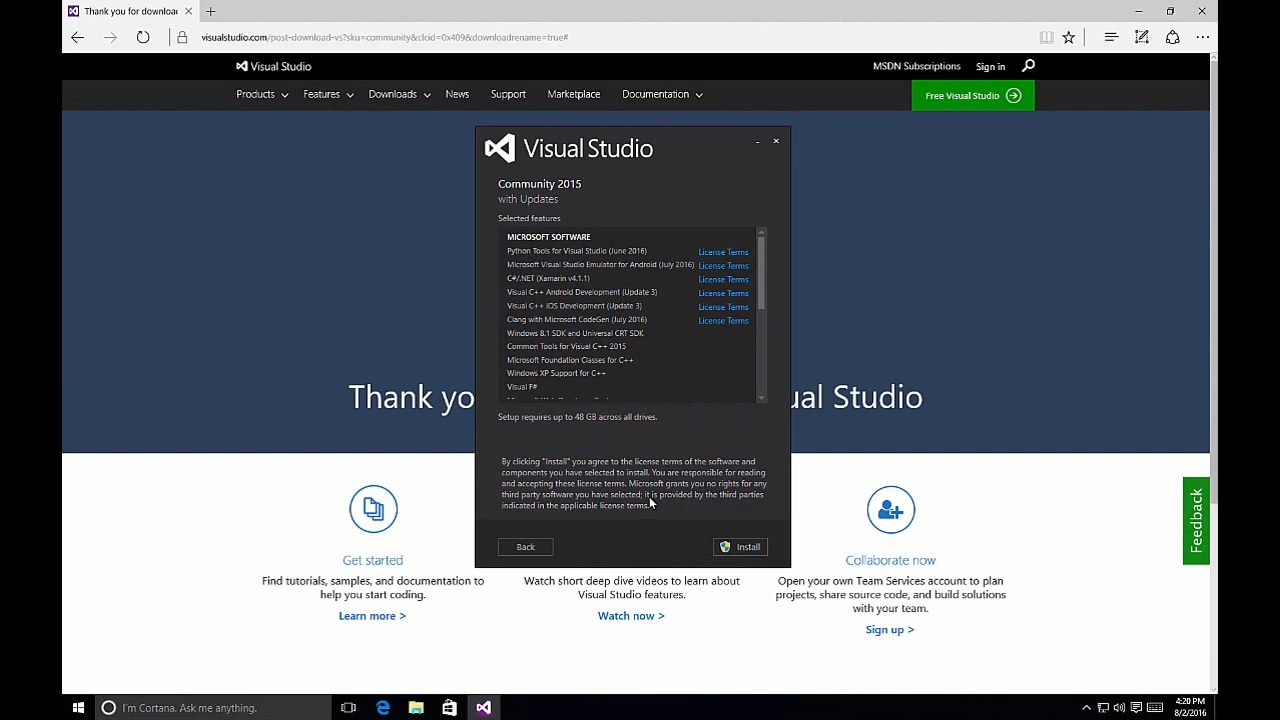 Thank you for downloa
visualstudio.com/post-download-vs?sku=community&clcid=0x409&downloadrename=true#
Visual Studio
MSDN Subscriptions
Sign in
Products
Features
Downloads
News
Support
Marketplace
Documentation
Free Visual Studio
Visual Studio
Community 2015
with Updates
Selected features
MICROSOFT SOFTWARE
Python Tools for Visual Studio (June 2016) License Terms
Microsoft Visual Studio Emulator for Android (July 2016) License Terms
C#/.NET (Xamarin v4.1.1) License Terms
Visual C++ Android Development (Update 3) License Terms
Visual C++ iOS Development (Update 3) License Terms
Clang with Microsoft CodeGen (July 2016) License Terms
Windows 8.1 SDK and Universal CRT SDK
Common Tools for Visual C++ 2015
Microsoft Foundation Classes for C++
Windows XP Support for C++
Visual F#
Thank yo
ual Studio
Setup requires up to 48 GB across all drives.
By clicking "Install" you agree to the license terms of the software and
components you have selected to install. You are responsible for reading
and accepting these license terms. Microsoft grants you no rights for any
third party software you have selected; it is provided by the third parties
indicated in the applicable license terms.
Back
Install
Feedback
Get started
Find tutorials, samples, and documentation to
help you start coding.
Learn more >
Watch short deep dive videos to learn about
Visual Studio features.
Watch now >
Collaborate now
Open your own Team Services account to plan
projects, share source code, and build solutions
with your team.
Sign up >
I'm Cortana. Ask me anything.
4:20 PM
8/2/2016